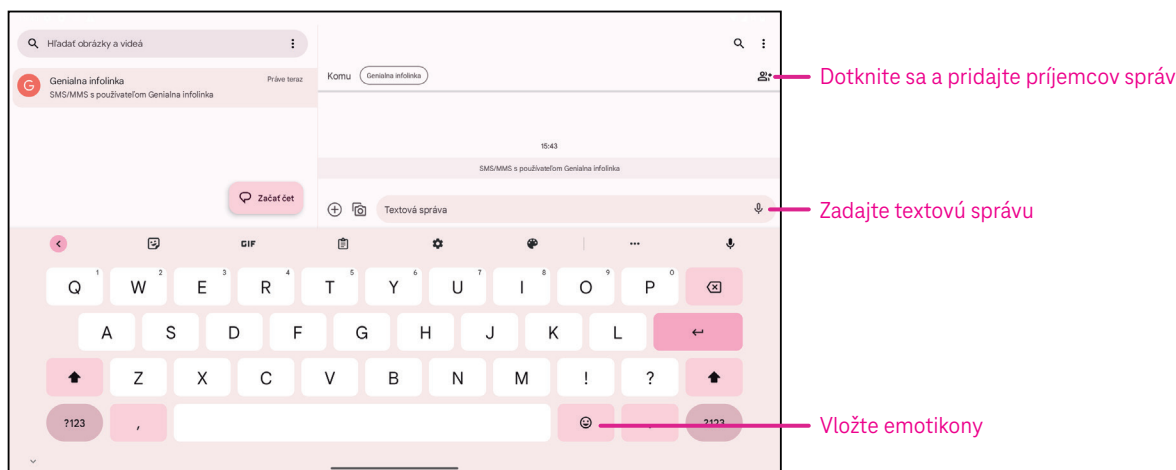 Hľadať obrázky a videá
Genialna infolinka
Práve teraz
SMS/MMS s používateľom Genialna infolinka
Začať čet
Komu
Genialna infolinka
Dotknite sa a pridajte príjemcov správ
15:43
SMS/MMS s používateľom Genialna infolinka
Textová správa
Zadajte textovú správu
GIF
Q 1 W 2 E 3 R 4 T 5 Y 6 U 7 I 8 O 9 P 0
A S D F G H J K L
Z X C V B N M ! ?
?123 , . ?123
Vložte emotikony
G